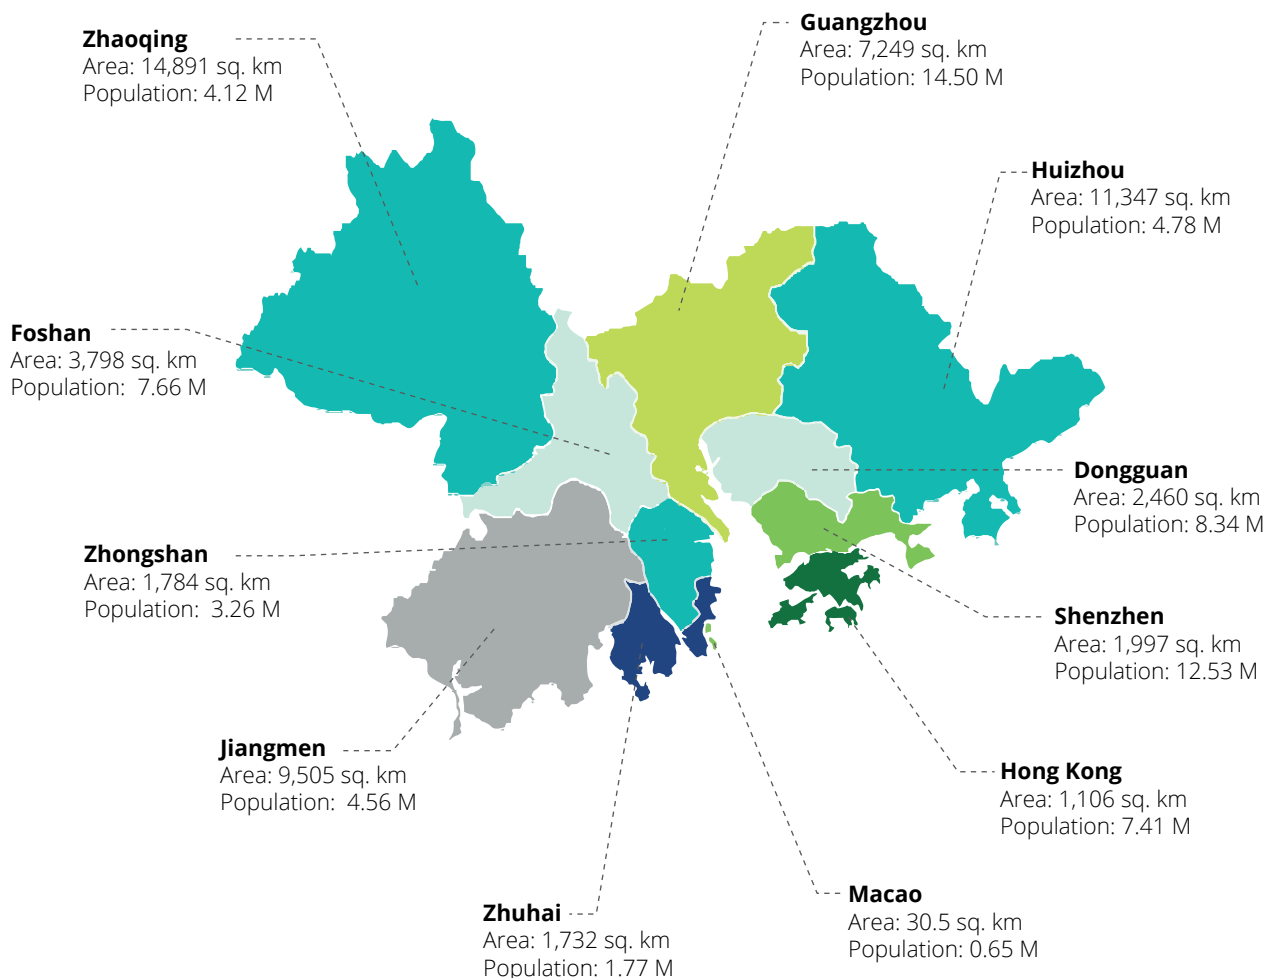 Zhaoqing
Area: 14,891 sq. km
Population: 4.12 M
Guangzhou
Area: 7,249 sq. km
Population: 14.50 M
Huizhou
Area: 11,347 sq. km
Population: 4.78 M
Foshan
Area: 3,798 sq. km
Population: 7.66 M
Dongguan
Area: 2,460 sq. km
Population: 8.34 M
Zhongshan
Area: 1,784 sq. km
Population: 3.26 M
Shenzhen
Area: 1,997 sq. km
Population: 12.53 M
Jiangmen
Area: 9,505 sq. km
Population: 4.56 M
Hong Kong
Area: 1,106 sq. km
Population: 7.41 M
Macao
Area: 30.5 sq. km
Population: 0.65 M
Zhuhai
Area: 1,732 sq. km
Population: 1.77 M